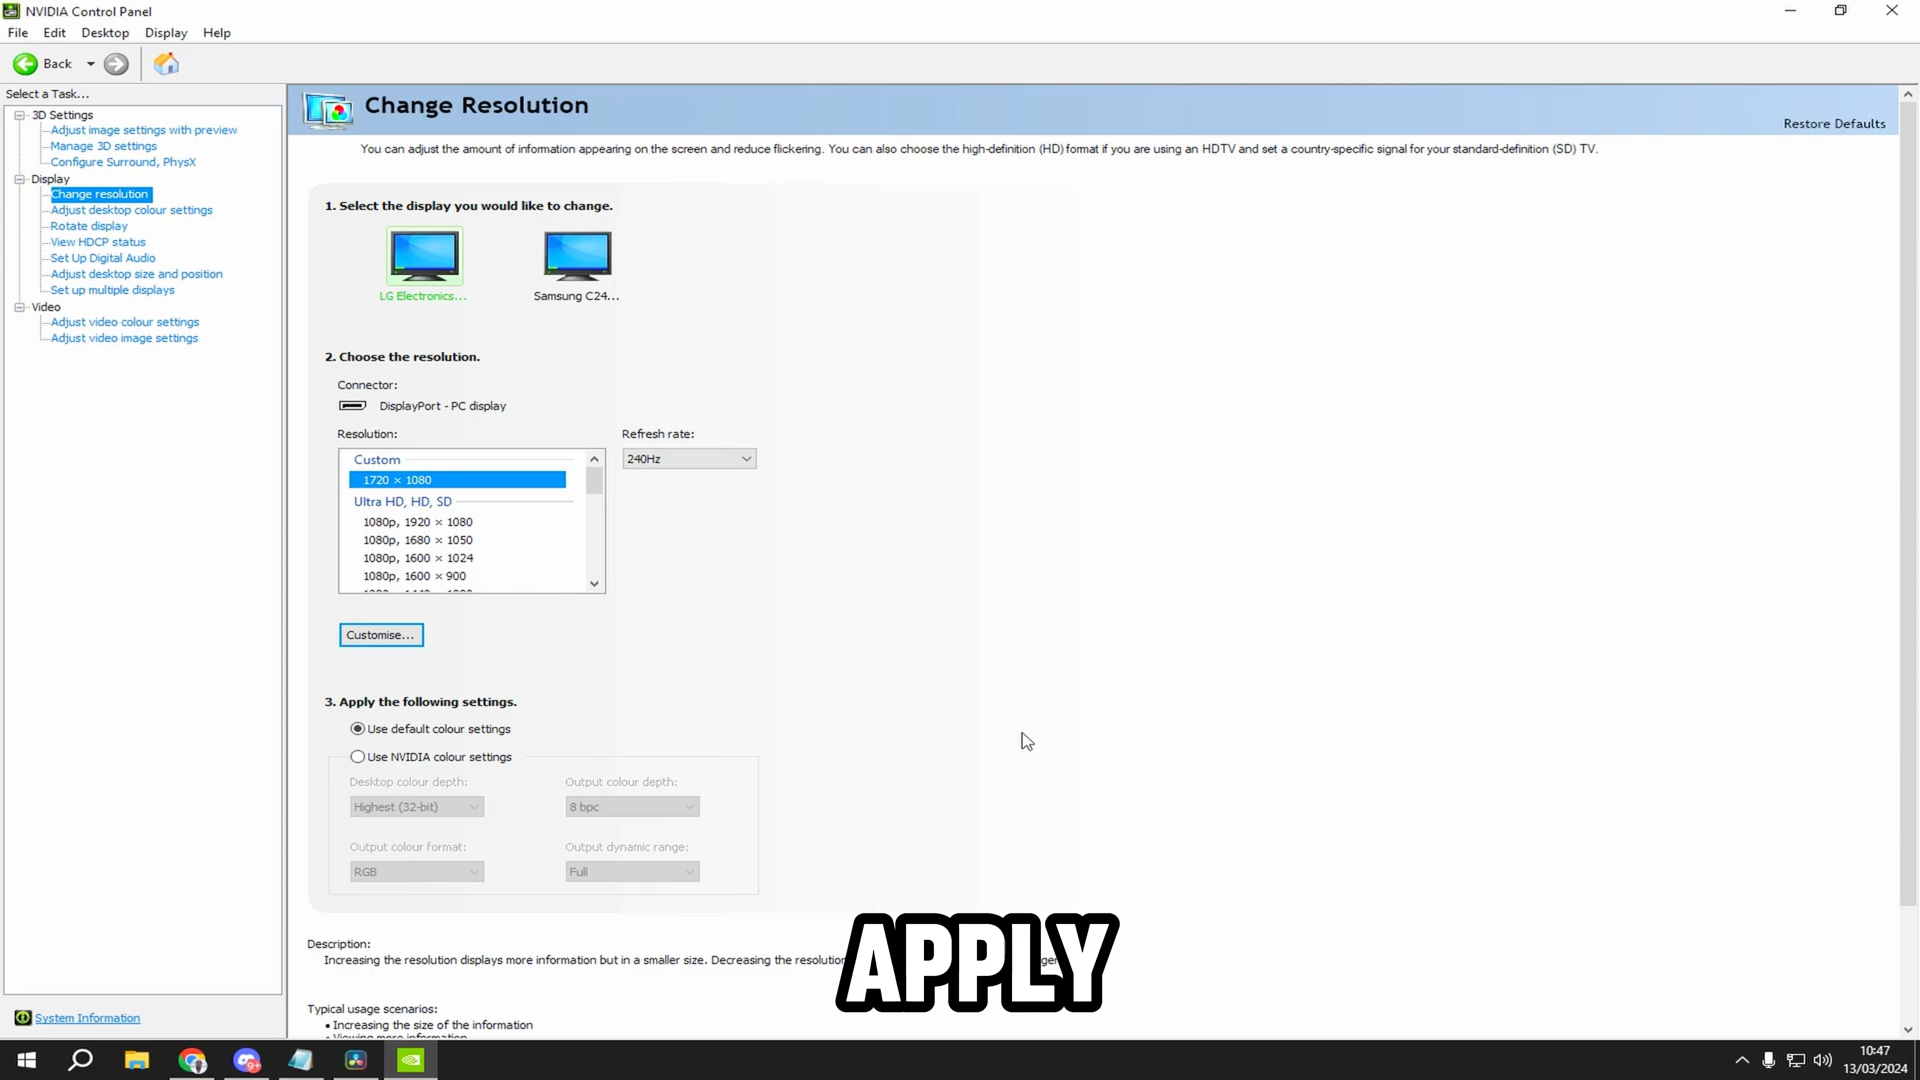 NVIDIA Control Panel
File Edit Desktop Display Help
Back
Select a Task...
3D Settings
Adjust image settings with preview
Manage 3D settings
Configure Surround, PhysX
Display
Change resolution
Adjust desktop colour settings
Rotate display
View HDCP status
Set Up Digital Audio
Adjust desktop size and position
Set up multiple displays
Video
Adjust video colour settings
Adjust video image settings
System Information
Change Resolution
Restore Defaults
You can adjust the amount of information appearing on the screen and reduce flickering. You can also choose the high-definition (HD) format if you are using an HDTV and set a country-specific signal for your standard-definition (SD) TV.
1. Select the display you would like to change.
LG Electronics...
Samsung C24...
2. Choose the resolution.
Connector:
DisplayPort - PC display
Resolution:
Refresh rate:
Custom
240Hz
1720 × 1080
Ultra HD, HD, SD
1080p, 1920 × 1080
1080p, 1680 × 1050
1080p, 1600 × 1024
1080p, 1600 × 900
Customise...
3. Apply the following settings.
Use default colour settings
Use NVIDIA colour settings
Desktop colour depth:
Output colour depth:
Highest (32-bit)
8 bpc
Output colour format:
Output dynamic range:
RGB
Full
Description:
Increasing the resolution displays more information but in a smaller size. Decreasing the resolution
APPLY
Typical usage scenarios:
• Increasing the size of the information
• Viewing more information
9+
10:47
13/03/2024